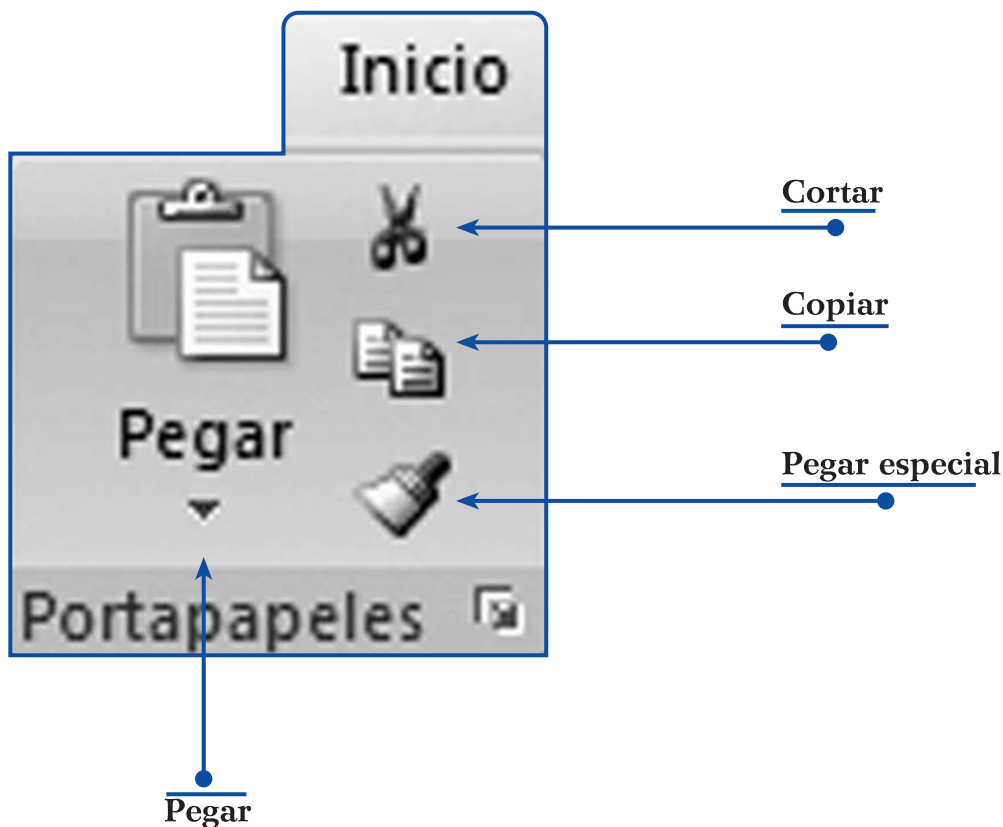 Inicio
Cortar
Copiar
Pegar
Pegar especial
Portapapeles
Pegar